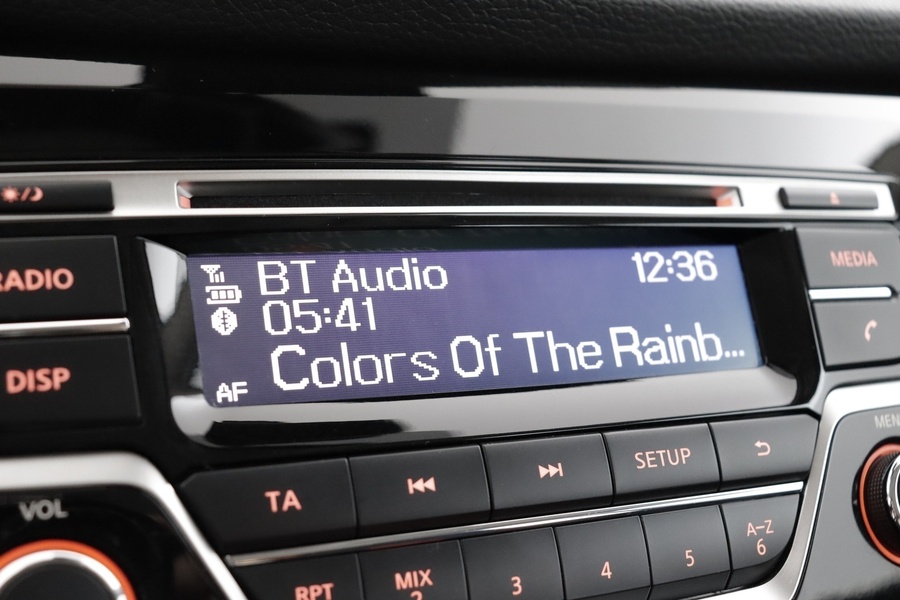 BT Audio 12:36
05:41
Colors Of The Rainb...
AF
RADIO
DISP
MEDIA
VOL
TA
SETUP
RPT
MIX
2
3
4
5
A-Z
6